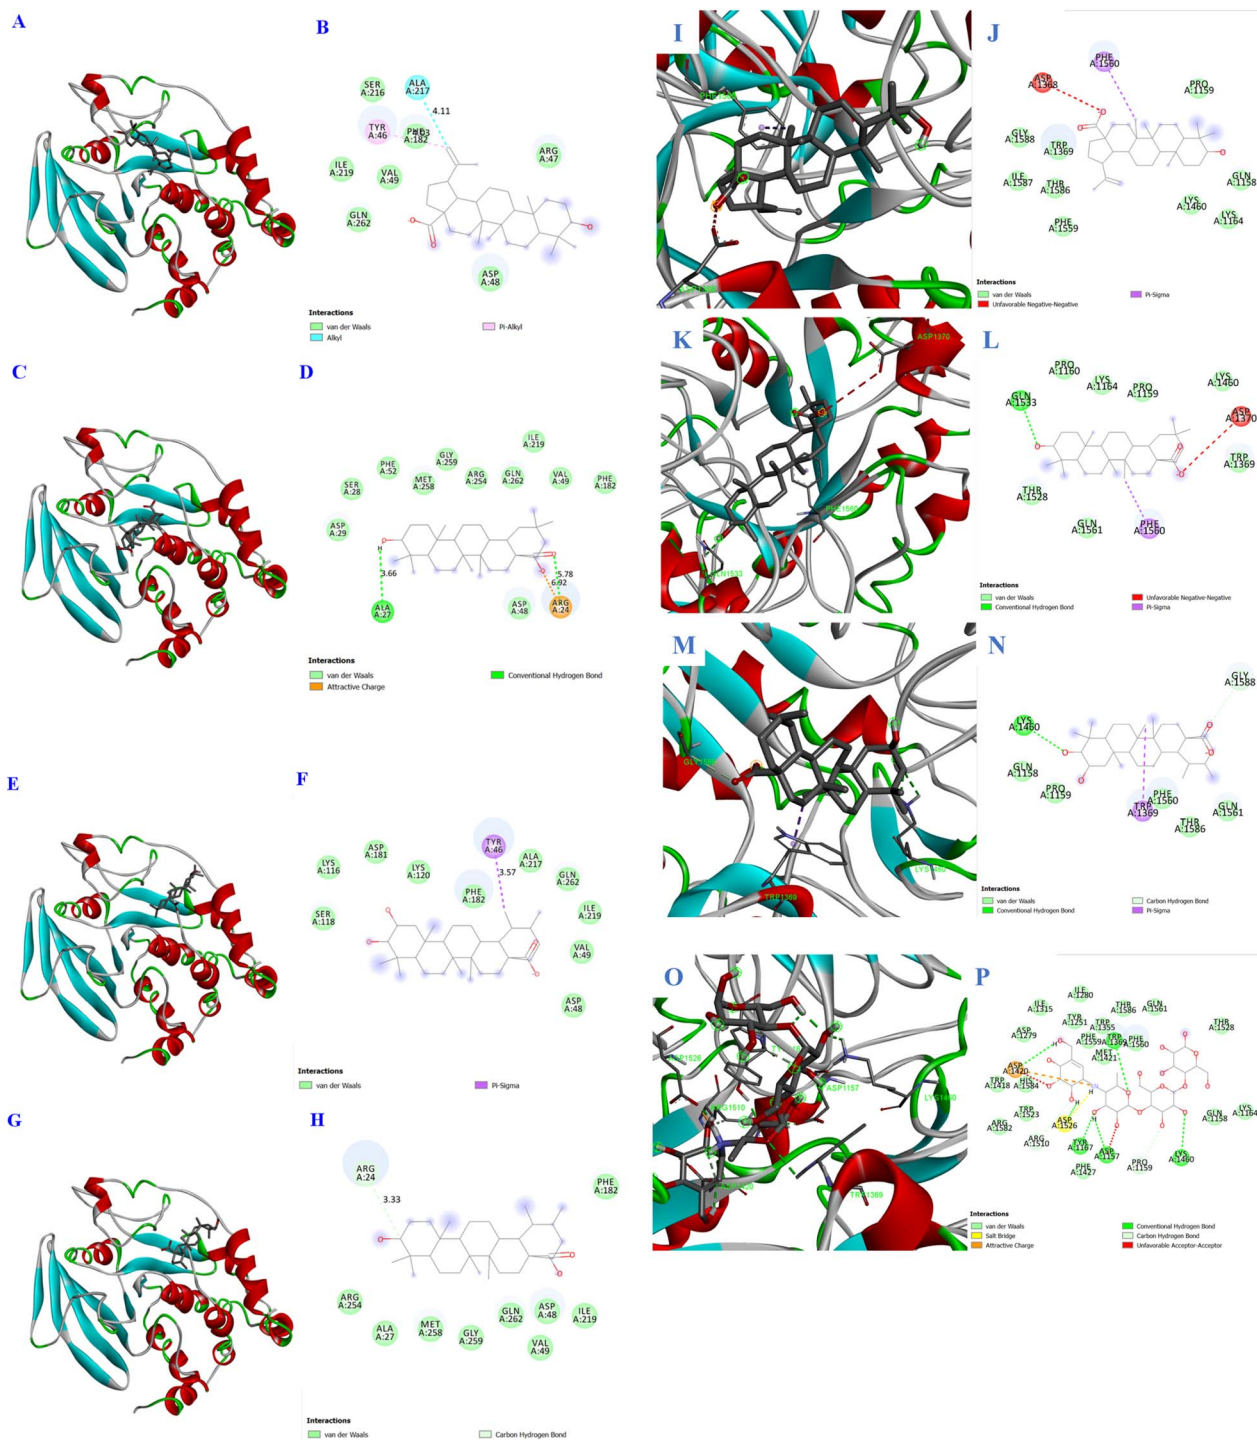 A
B
SER
A:216
ALA
A:217
4.11
TYR
A:46
PHE
A:182
ARG
A:47
ILE
A:219
VAL
A:49
GLN
A:262
ASP
A:48
Interactions
van der Waals
Alkyl
Pi-Alkyl
C
D
ILE
A:219
GLY
A:259
PHE
A:52
MET
A:258
ARG
A:254
GLN
A:262
VAL
A:49
PHE
A:182
SER
A:28
ASP
A:29
H
3.66
5.78
6.92
ALA
A:27
ASP
A:48
ARG
A:24
Interactions
van der Waals
Attractive Charge
Conventional Hydrogen Bond
E
F
LYS
A:116
ASP
A:181
LYS
A:120
TYR
A:46
ALA
A:217
3.57
GLN
A:262
PHE
A:182
SER
A:118
ILE
A:219
VAL
A:49
ASP
A:48
Interactions
van der Waals
Pi-Sigma
G
H
ARG
A:24
3.33
PHE
A:182
ARG
A:254
ALA
A:27
MET
A:258
GLY
A:259
GLN
A:262
ASP
A:48
VAL
A:49
ILE
A:219
Interactions
van der Waals
Carbon Hydrogen Bond
I
J
PHE
A:1560
ASP
A:1368
PRO
A:1159
GLY
A:1588
TRP
A:1369
ILE
A:1587
THR
A:1586
PHE
A:1559
GLN
A:1158
LYS
A:1460
LYS
A:1164
Interactions
van der Waals
Unfavorable Negative-Negative
Pi-Sigma
K
ASP1370
L
PRO
A:1160
LYS
A:1164
PRO
A:1159
LYS
A:1460
GLN
A:1533
ASP
A:1370
TRP
A:1369
THR
A:1528
GLN
A:1561
PHE
A:1560
Interactions
van der Waals
Conventional Hydrogen Bond
Unfavorable Negative-Negative
Pi-Sigma
M
TRP1369
LYS1460
N
GLY
A:1588
LYS
A:1460
GLN
A:1158
PRO
A:1159
TRP
A:1369
PHE
A:1560
THR
A:1586
GLN
A:1561
Interactions
van der Waals
Conventional Hydrogen Bond
Carbon Hydrogen Bond
Pi-Sigma
O
ASP1157
LYS1460
TRP1369
P
ILE
A:1315
ILE
A:1280
THR
A:1586
GLN
A:1561
ASP
A:1279
TYR
A:1251
TRP
A:1355
THR
A:1528
PHE
A:1559
TRP
A:1369
PHE
A:1560
MET
A:1421
ASP
A:1420
TRP
A:1418
HIS
A:1584
TRP
A:1523
ARG
A:1582
ASP
A:1526
ARG
A:1510
TYR
A:1167
ASP
A:1157
PHE
A:1427
PRO
A:1159
LYS
A:1460
GLN
A:1158
LYS
A:1164
Interactions
van der Waals
Salt Bridge
Attractive Charge
Conventional Hydrogen Bond
Carbon Hydrogen Bond
Unfavorable Acceptor-Acceptor